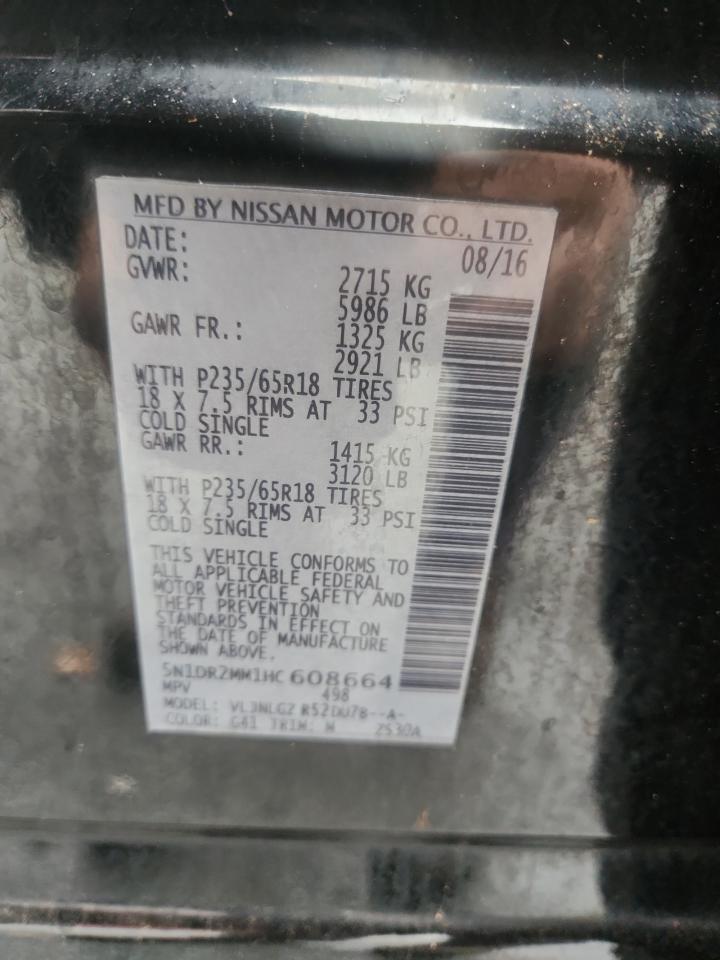 MFD BY NISSAN MOTOR CO., LTD.
DATE: 08/16
GVWR: 2715 KG
5986 LB
GAWR FR.: 1325 KG
2921 LB
WITH P235/65R18 TIRES
18 X 7.5 RIMS AT 33 PSI
COLD SINGLE
GAWR RR.: 1415 KG
3120 LB
WITH P235/65R18 TIRES
18 X 7.5 RIMS AT 33 PSI
COLD SINGLE
THIS VEHICLE CONFORMS TO
ALL APPLICABLE FEDERAL
MOTOR VEHICLE SAFETY AND
THEFT PREVENTION
STANDARDS IN EFFECT ON
THE DATE OF MANUFACTURE
SHOWN ABOVE.
5N1DR2MM1HC 608664
MPV 498
MODEL:
COLOR: G41 TRIM: